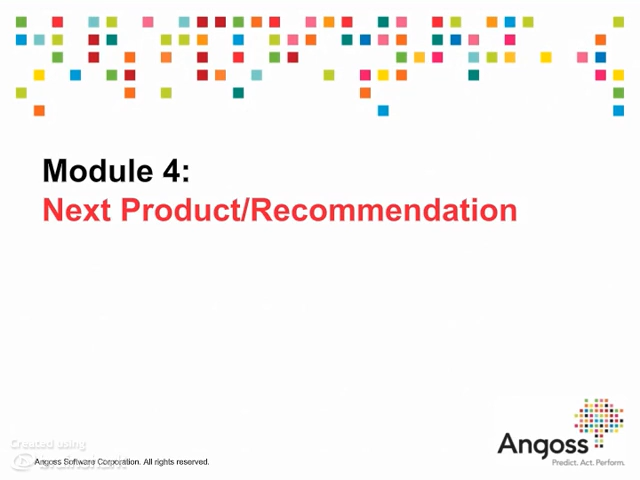 Module 4:
Next Product/Recommendation
Angoss
Predict. Act. Perform.
Created using
Angoss Software Corporation. All rights reserved.